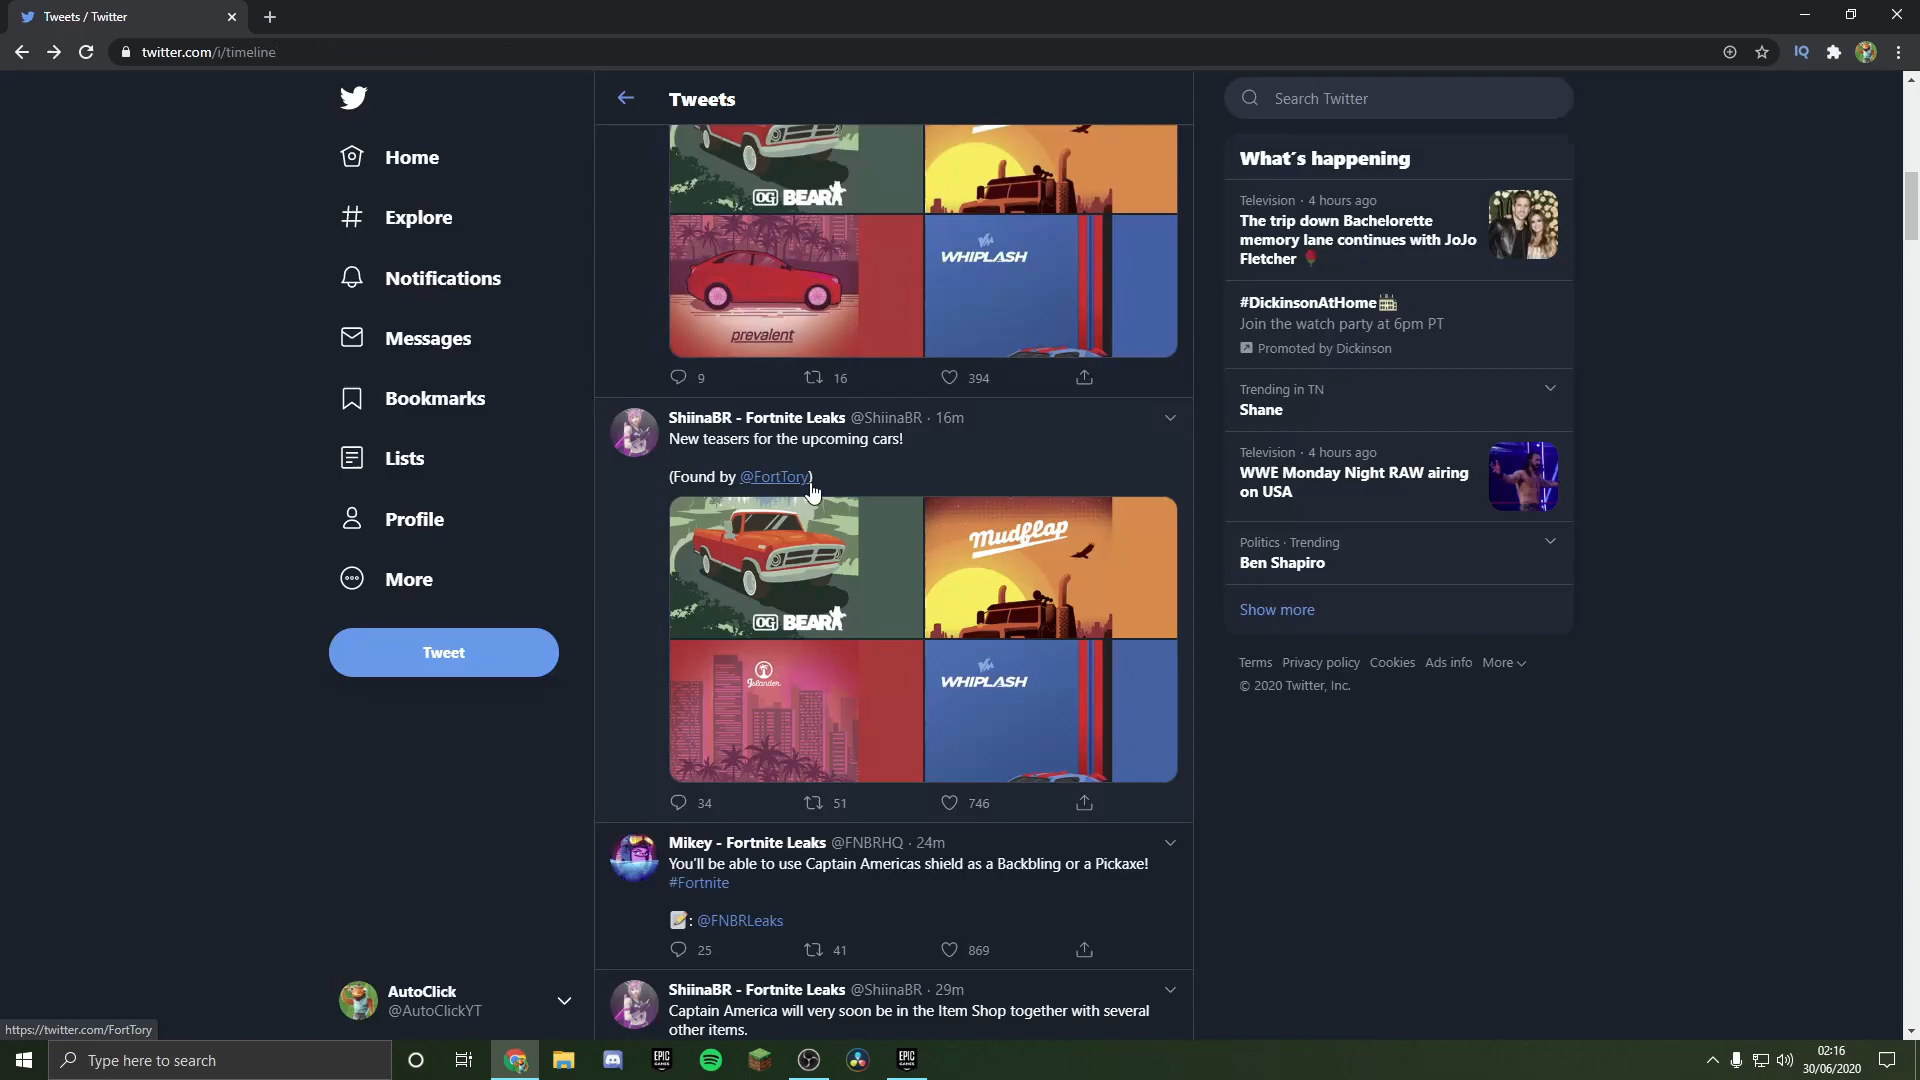 Tweets / Twitter
twitter.com/i/timeline
IQ
Home
Explore
Notifications
Messages
Bookmarks
Lists
Profile
More
Tweet
AutoClick
@AutoClickYT
https://twitter.com/FortTory
Tweets
OG BEAR
prevalent
WHIPLASH
9 16 394
ShiinaBR - Fortnite Leaks @ShiinaBR · 16m
New teasers for the upcoming cars!
(Found by @FortTory)
OG BEAR
Mudflap
Islander
WHIPLASH
34 51 746
Mikey - Fortnite Leaks @FNBRHQ · 24m
You'll be able to use Captain Americas shield as a Backbling or a Pickaxe!
#Fortnite
📝: @FNBRLeaks
25 41 869
ShiinaBR - Fortnite Leaks @ShiinaBR · 29m
Captain America will very soon be in the Item Shop together with several
other items.
Search Twitter
What´s happening
Television · 4 hours ago
The trip down Bachelorette
memory lane continues with JoJo
Fletcher 🌹
#DickinsonAtHome
Join the watch party at 6pm PT
Promoted by Dickinson
Trending in TN
Shane
Television · 4 hours ago
WWE Monday Night RAW airing
on USA
Politics · Trending
Ben Shapiro
Show more
Terms Privacy policy Cookies Ads info More
© 2020 Twitter, Inc.
Type here to search
EPIC GAMES
EPIC GAMES
02:16
30/06/2020